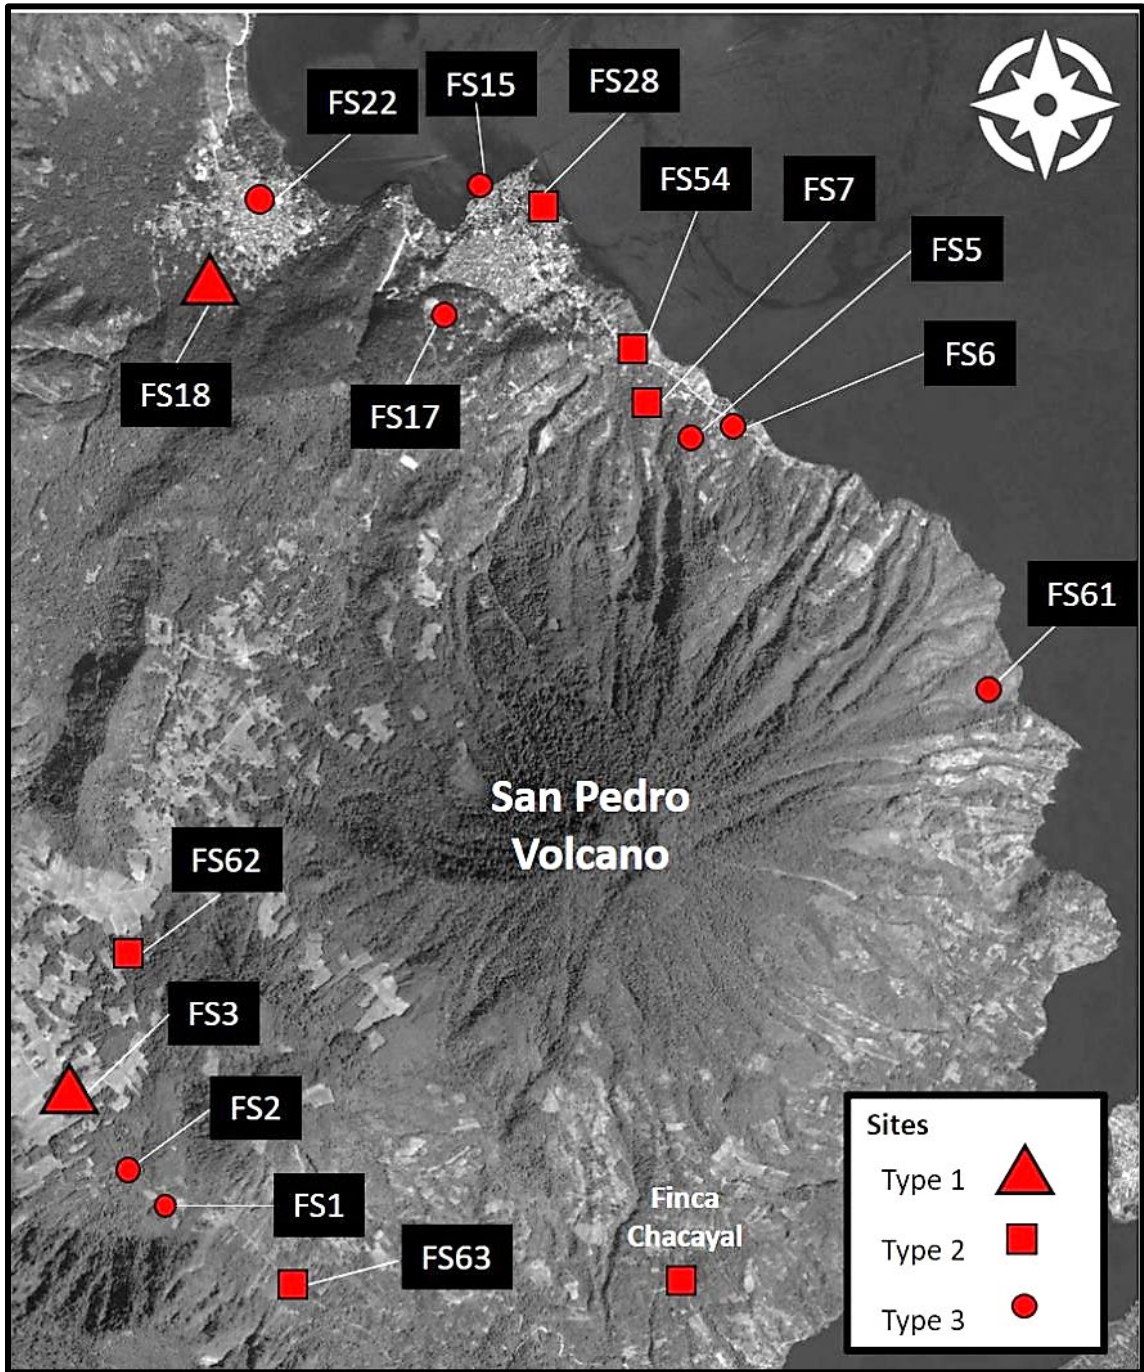 FS22
FS15
FS28
FS54
FS7
FS5
FS6
FS18
FS17
FS61
San Pedro
Volcano
FS62
FS3
FS2
FS1
FS63
Finca
Chacayal
Sites
Type 1
Type 2
Type 3